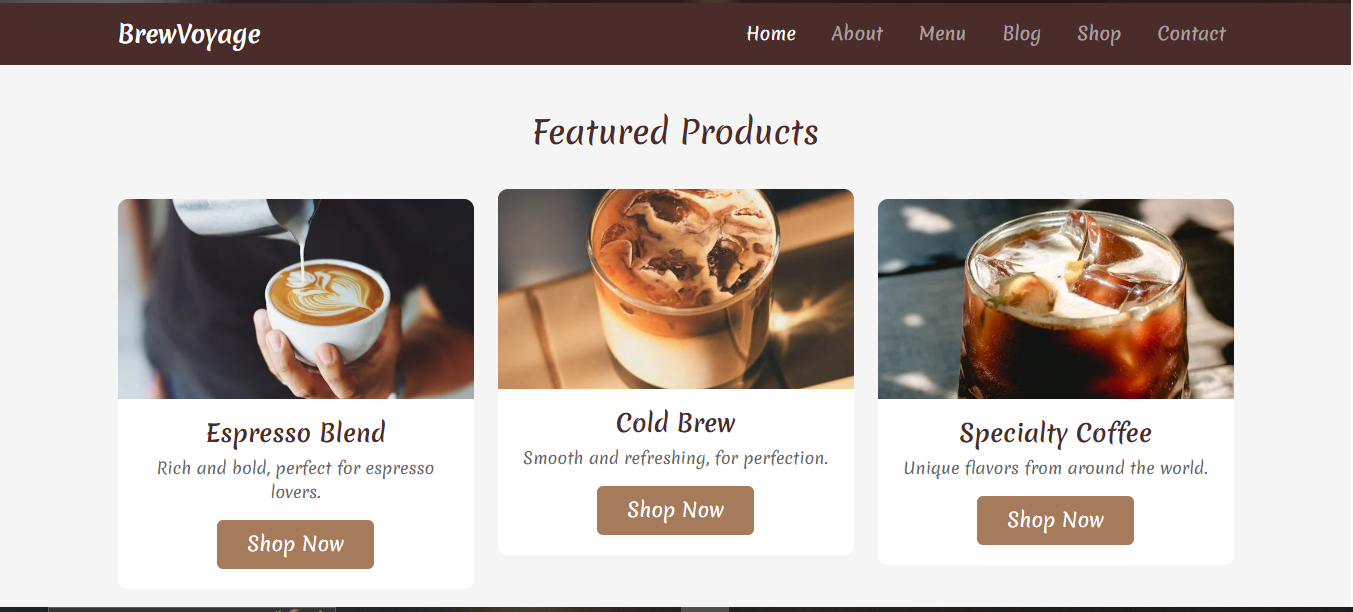 BrewVoyage
Home About Menu Blog Shop Contact
Featured Products
Espresso Blend
Rich and bold, perfect for espresso
lovers.
Shop Now
Cold Brew
Smooth and refreshing, for perfection.
Shop Now
Specialty Coffee
Unique flavors from around the world.
Shop Now